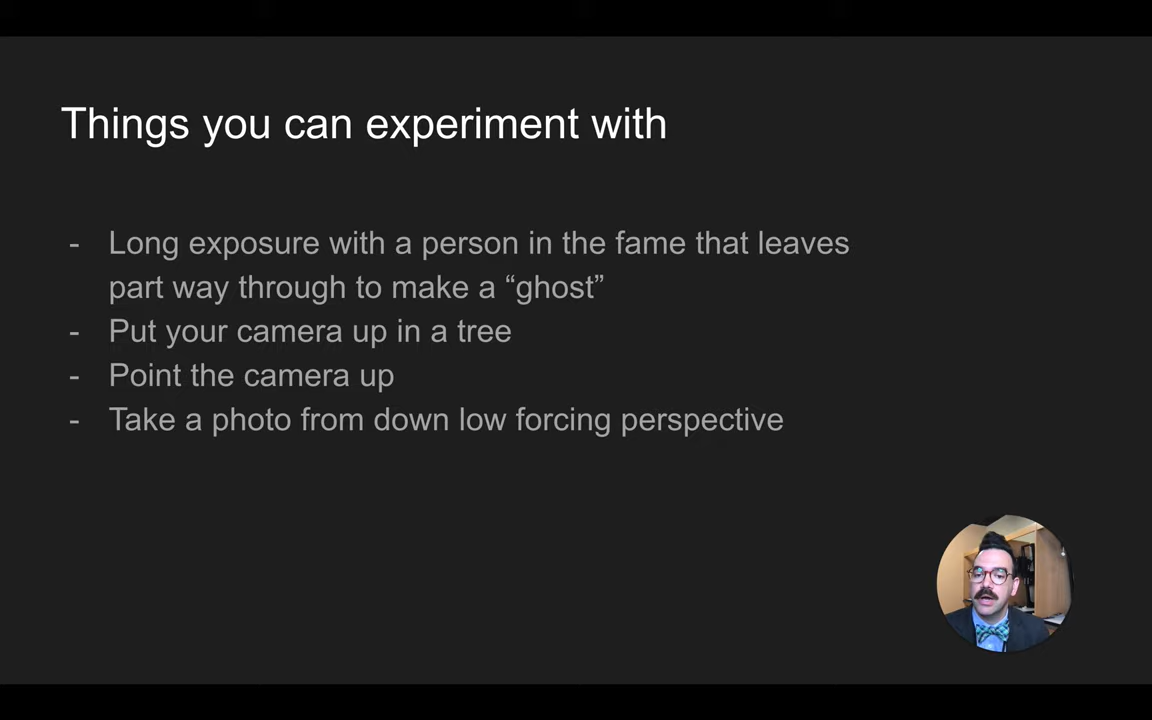 Things you can experiment with
- Long exposure with a person in the fame that leaves
part way through to make a “ghost”
- Put your camera up in a tree
- Point the camera up
- Take a photo from down low forcing perspective